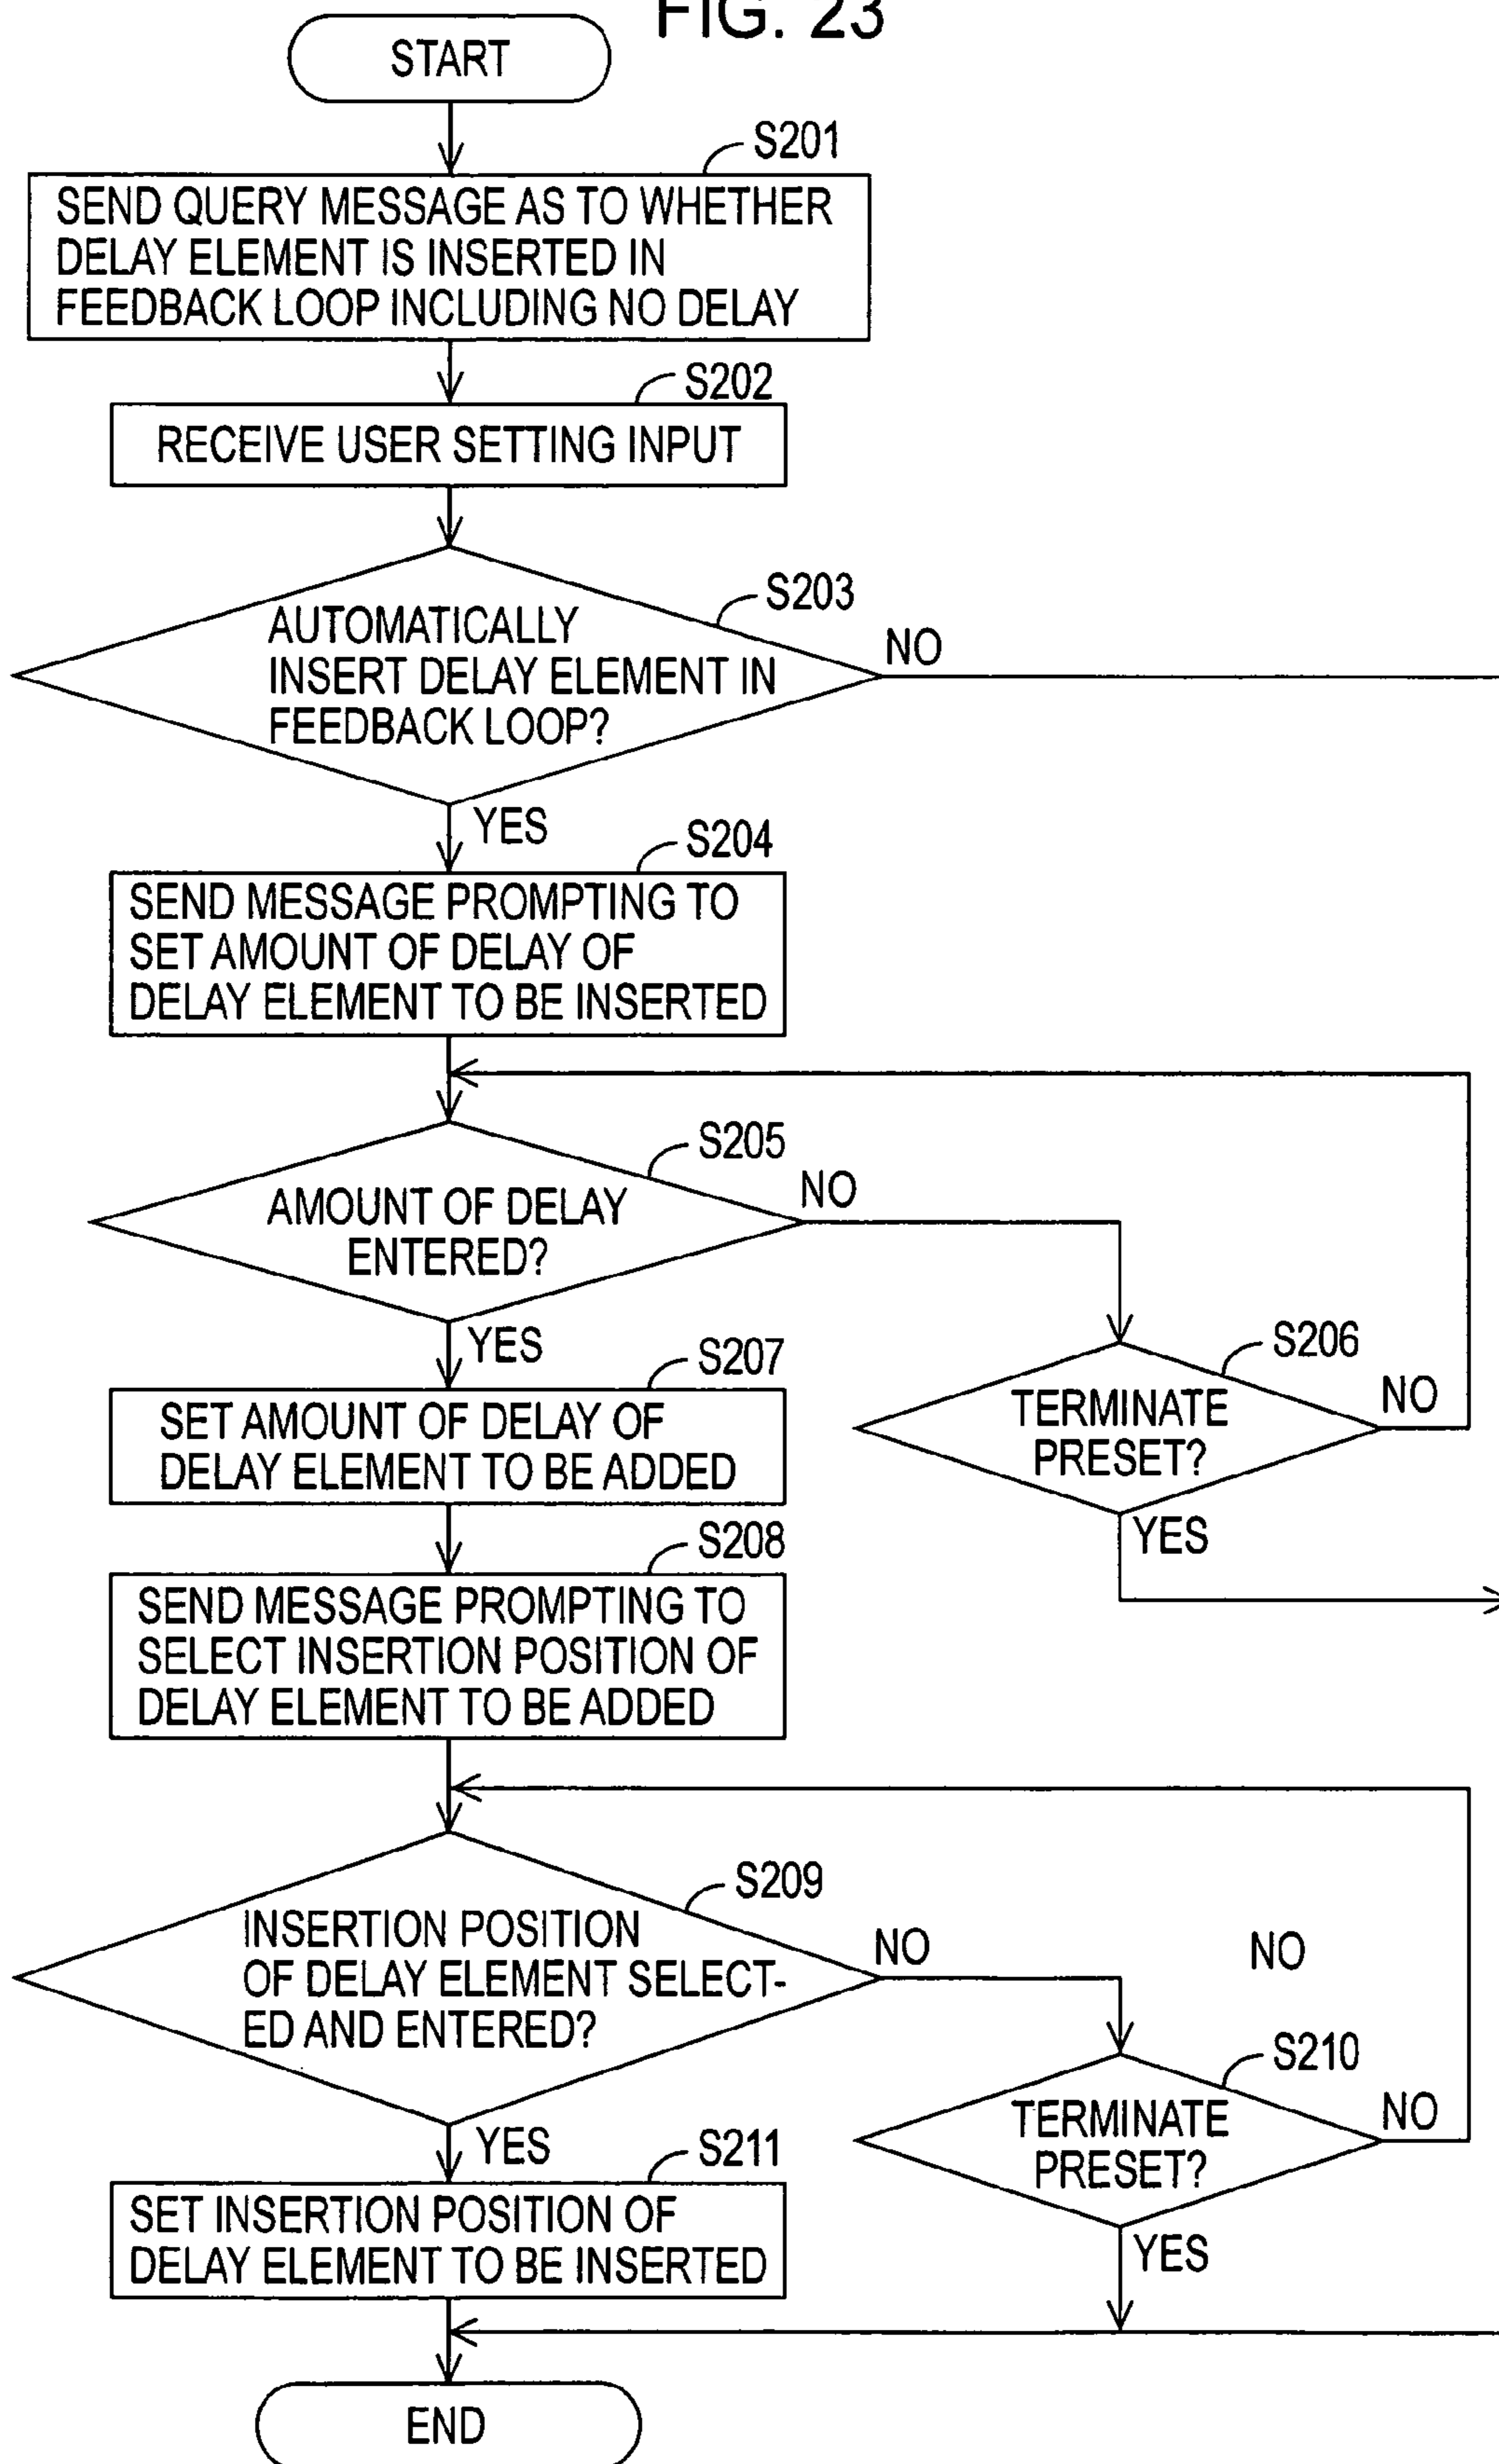 FIG. 23
START
S201
SEND QUERY MESSAGE AS TO WHETHER
DELAY ELEMENT IS INSERTED IN
FEEDBACK LOOP INCLUDING NO DELAY
S202
RECEIVE USER SETTING INPUT
S203
AUTOMATICALLY
INSERT DELAY ELEMENT IN
FEEDBACK LOOP?
NO
YES
S204
SEND MESSAGE PROMPTING TO
SET AMOUNT OF DELAY OF
DELAY ELEMENT TO BE INSERTED
S205
AMOUNT OF DELAY
ENTERED?
NO
YES
S206
TERMINATE
PRESET?
NO
YES
S207
SET AMOUNT OF DELAY OF
DELAY ELEMENT TO BE ADDED
S208
SEND MESSAGE PROMPTING TO
SELECT INSERTION POSITION OF
DELAY ELEMENT TO BE ADDED
S209
INSERTION POSITION
OF DELAY ELEMENT SELECT-
ED AND ENTERED?
NO
NO
YES
S210
TERMINATE
PRESET?
NO
YES
S211
SET INSERTION POSITION OF
DELAY ELEMENT TO BE INSERTED
END